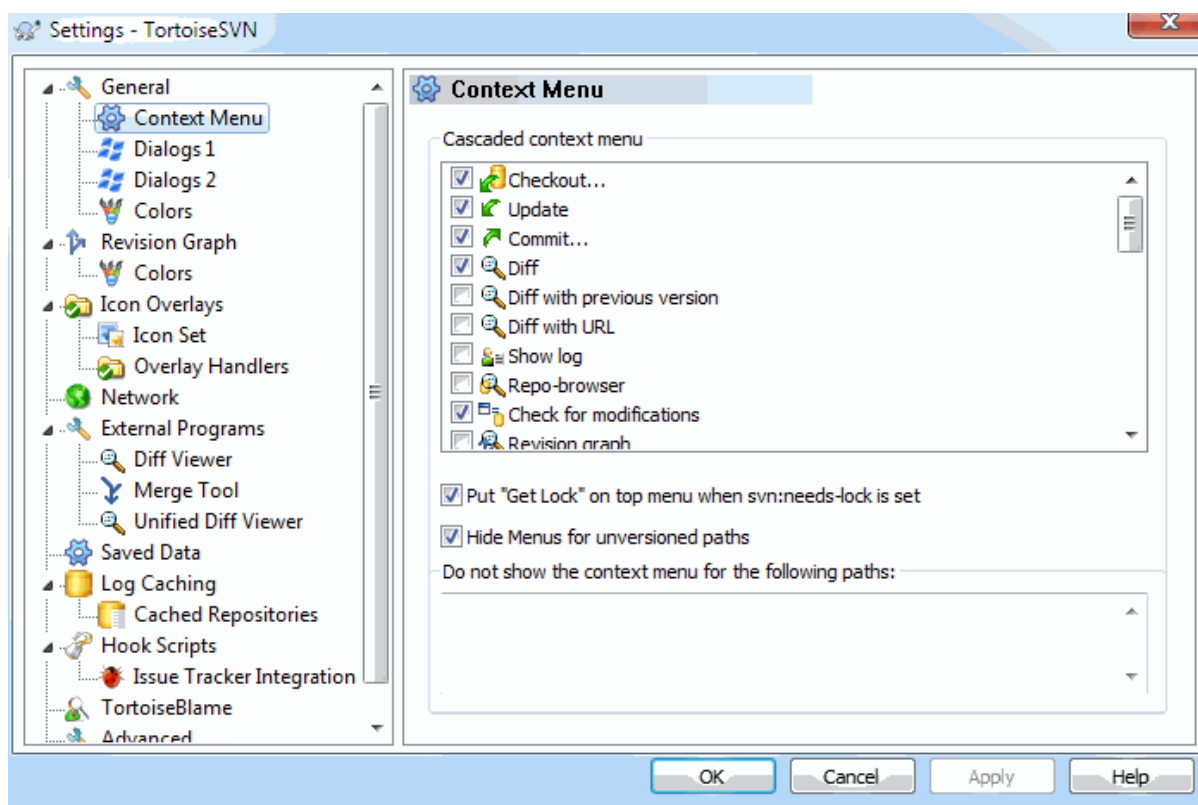 Settings - TortoiseSVN
General
Context Menu
Dialogs 1
Dialogs 2
Colors
Revision Graph
Colors
Icon Overlays
Icon Set
Overlay Handlers
Network
External Programs
Diff Viewer
Merge Tool
Unified Diff Viewer
Saved Data
Log Caching
Cached Repositories
Hook Scripts
Issue Tracker Integration
TortoiseBlame
Advanced
Context Menu
Cascaded context menu
Checkout...
Update
Commit...
Diff
Diff with previous version
Diff with URL
Show log
Repo-browser
Check for modifications
Revision graph
Put "Get Lock" on top menu when svn:needs-lock is set
Hide Menus for unversioned paths
Do not show the context menu for the following paths:
OK
Cancel
Apply
Help